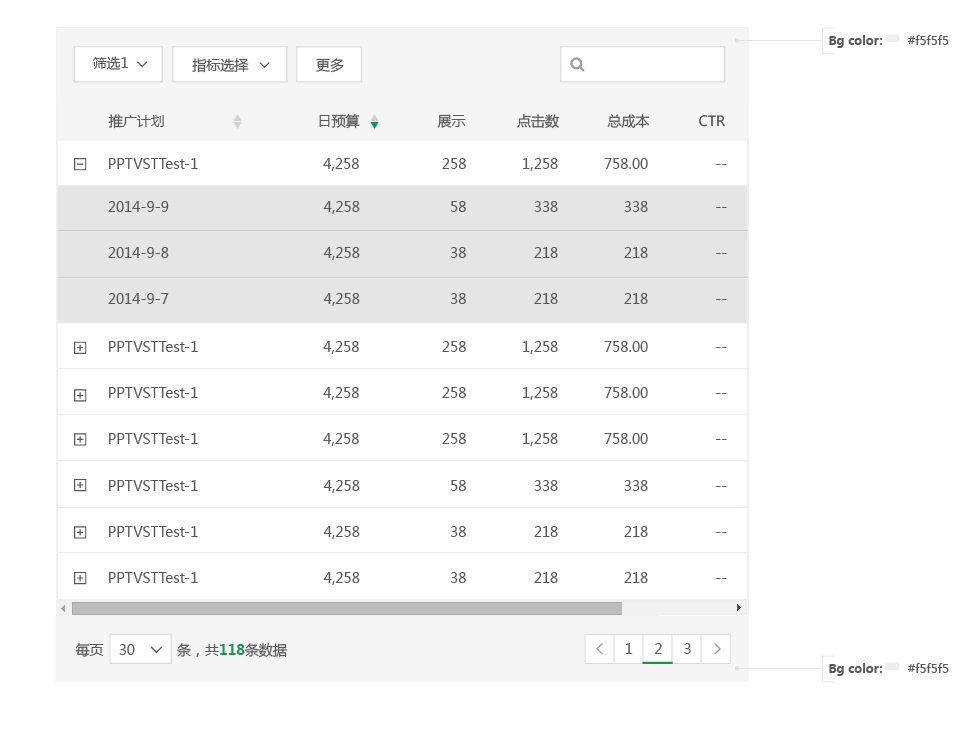 Bg color: #f5f5f5
筛选1 指标选择 更多
推广计划 日预算 展示 点击数 总成本 CTR
PPTVSTTest-1 4,258 258 1,258 758.00 --
2014-9-9 4,258 58 338 338 --
2014-9-8 4,258 38 218 218 --
2014-9-7 4,258 38 218 218 --
PPTVSTTest-1 4,258 258 1,258 758.00 --
PPTVSTTest-1 4,258 258 1,258 758.00 --
PPTVSTTest-1 4,258 258 1,258 758.00 --
PPTVSTTest-1 4,258 58 338 338 --
PPTVSTTest-1 4,258 38 218 218 --
PPTVSTTest-1 4,258 38 218 218 --
每页 30 条，共118条数据 1 2 3
Bg color: #f5f5f5